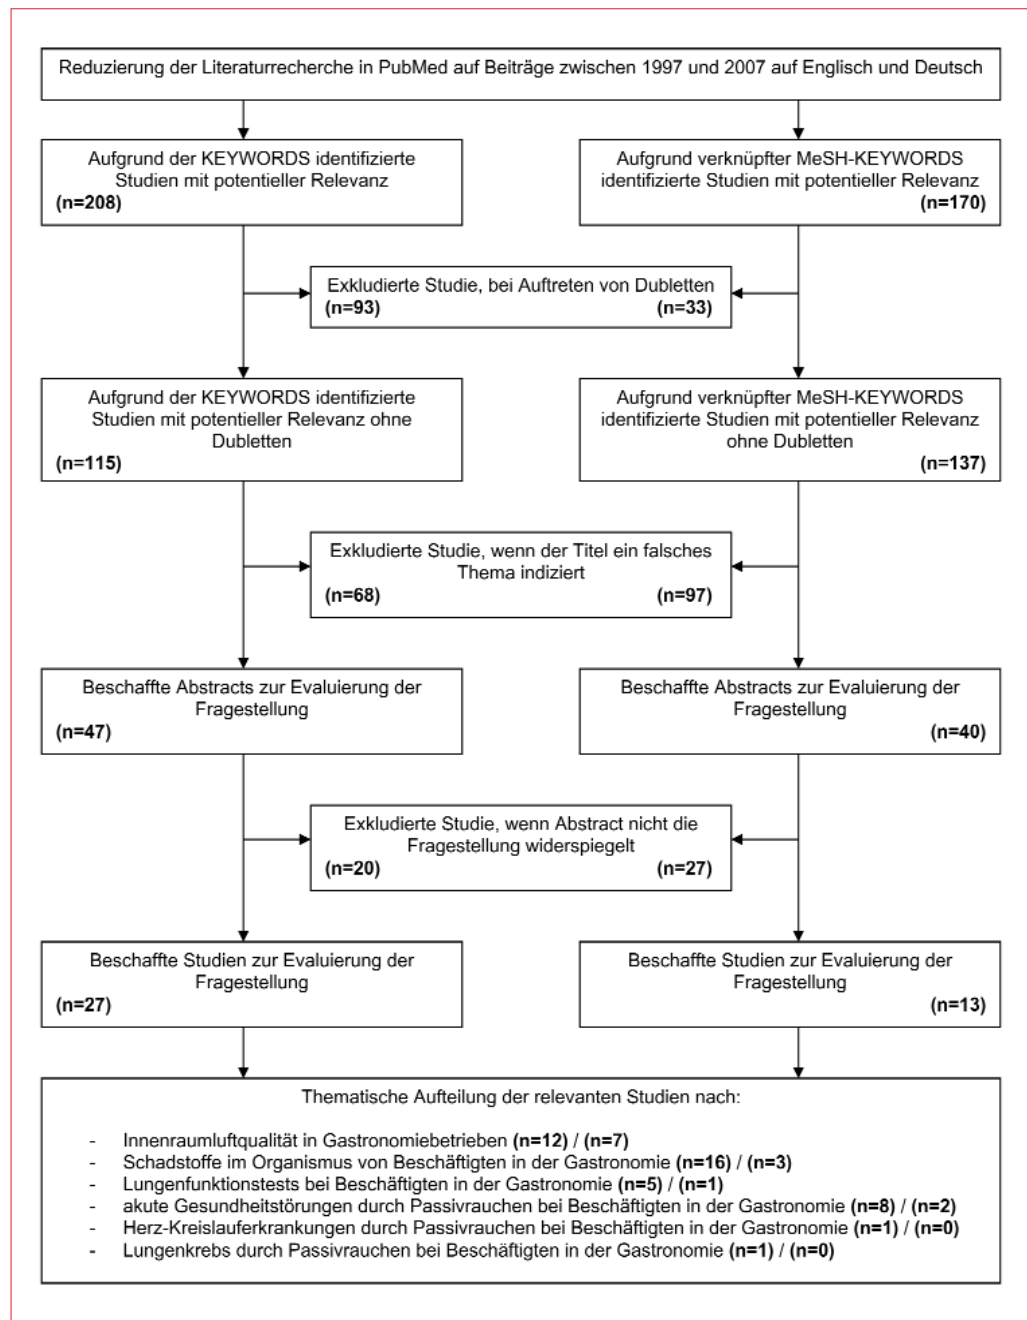 Reduzierung der Literaturrecherche in PubMed auf Beiträge zwischen 1997 und 2007 auf Englisch und Deutsch
Aufgrund der KEYWORDS identifizierte
Studien mit potentieller Relevanz
(n=208)
Aufgrund verknüpfter MeSH-KEYWORDS
identifizierte Studien mit potentieller Relevanz
(n=170)
Exkludierte Studie, bei Auftreten von Dubletten
(n=93) (n=33)
Aufgrund der KEYWORDS identifizierte
Studien mit potentieller Relevanz ohne
Dubletten
(n=115)
Aufgrund verknüpfter MeSH-KEYWORDS
identifizierte Studien mit potentieller Relevanz
ohne Dubletten
(n=137)
Exkludierte Studie, wenn der Titel ein falsches
Thema indiziert
(n=68) (n=97)
Beschaffte Abstracts zur Evaluierung der
Fragestellung
(n=47)
Beschaffte Abstracts zur Evaluierung der
Fragestellung
(n=40)
Exkludierte Studie, wenn Abstract nicht die
Fragestellung widerspiegelt
(n=20) (n=27)
Beschaffte Studien zur Evaluierung der
Fragestellung
(n=27)
Beschaffte Studien zur Evaluierung der
Fragestellung
(n=13)
Thematische Aufteilung der relevanten Studien nach:
- Innenraumluftqualität in Gastronomiebetrieben (n=12) / (n=7)
- Schadstoffe im Organismus von Beschäftigten in der Gastronomie (n=16) / (n=3)
- Lungenfunktionstests bei Beschäftigten in der Gastronomie (n=5) / (n=1)
- akute Gesundheitstörungen durch Passivrauchen bei Beschäftigten in der Gastronomie (n=8) / (n=2)
- Herz-Kreislauferkrankungen durch Passivrauchen bei Beschäftigten in der Gastronomie (n=1) / (n=0)
- Lungenkrebs durch Passivrauchen bei Beschäftigten in der Gastronomie (n=1) / (n=0)